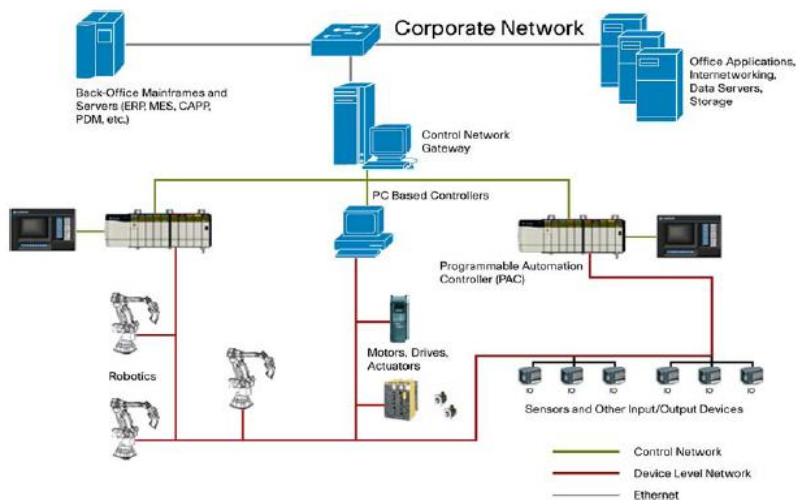 Corporate Network
Back-Office Mainframes and
Servers (ERP, MES, CAPP,
PDM, etc.)
Office Applications,
Internetworking,
Data Servers,
Storage
Control Network
Gateway
PC Based Controllers
Programmable Automation
Controller (PAC)
Motors, Drives,
Actuators
Robotics
IO
IO
IO
IO
IO
IO
Sensors and Other Input/Output Devices
Control Network
Device Level Network
Ethernet